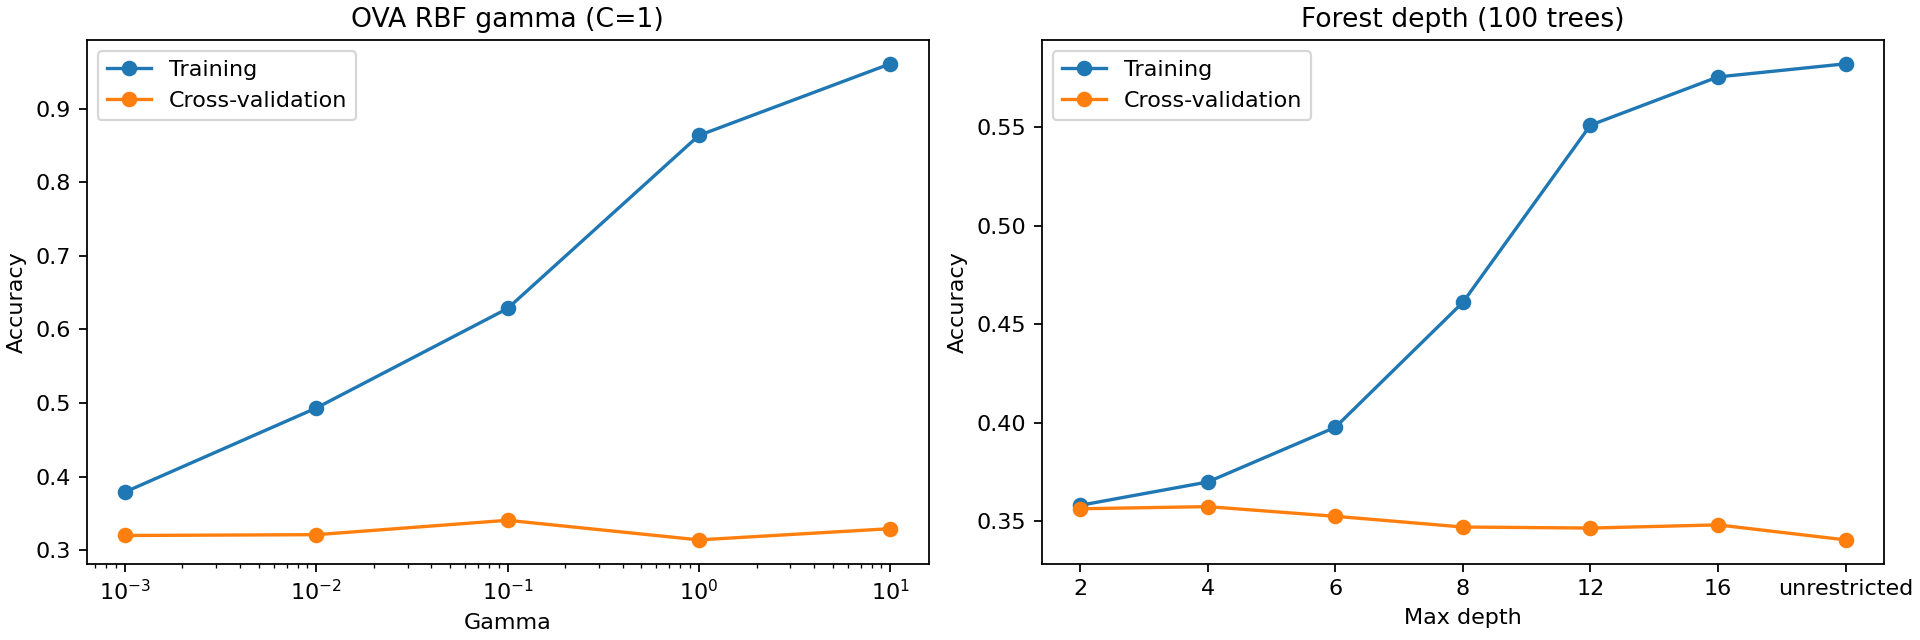 OVA RBF gamma (C=1)
Training
Cross-validation
0.9
0.8
0.7
0.6
0.5
0.4
0.3
Accuracy
10⁻³ 10⁻² 10⁻¹ 10⁰ 10¹
Gamma
Forest depth (100 trees)
Training
Cross-validation
0.55
0.50
0.45
0.40
0.35
Accuracy
2 4 6 8 12 16 unrestricted
Max depth